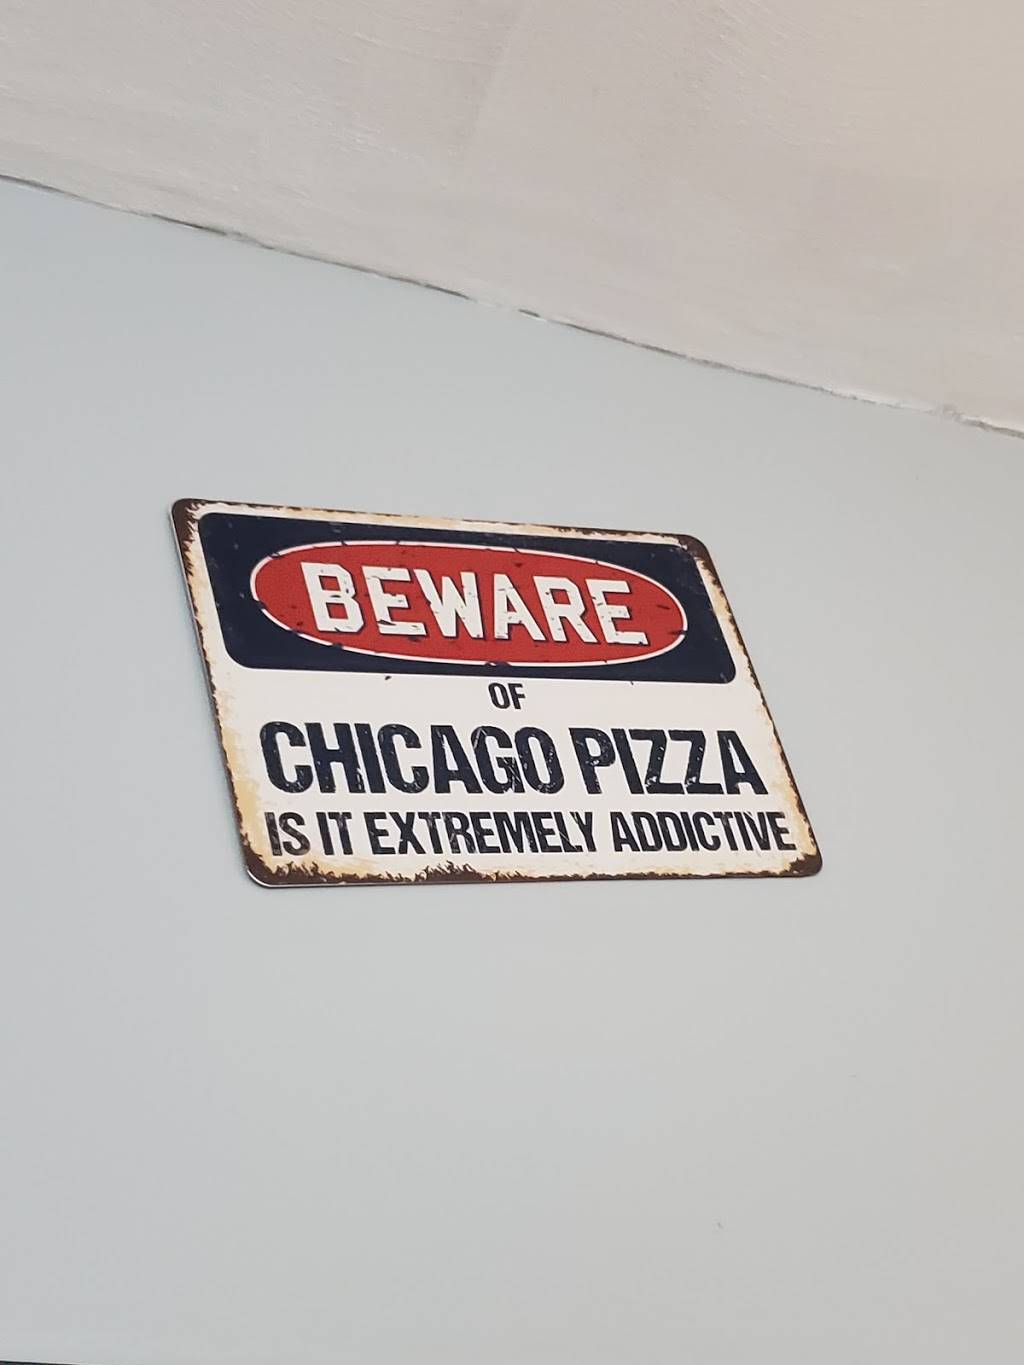 BEWARE
OF
CHICAGO PIZZA
IS IT EXTREMELY ADDICTIVE